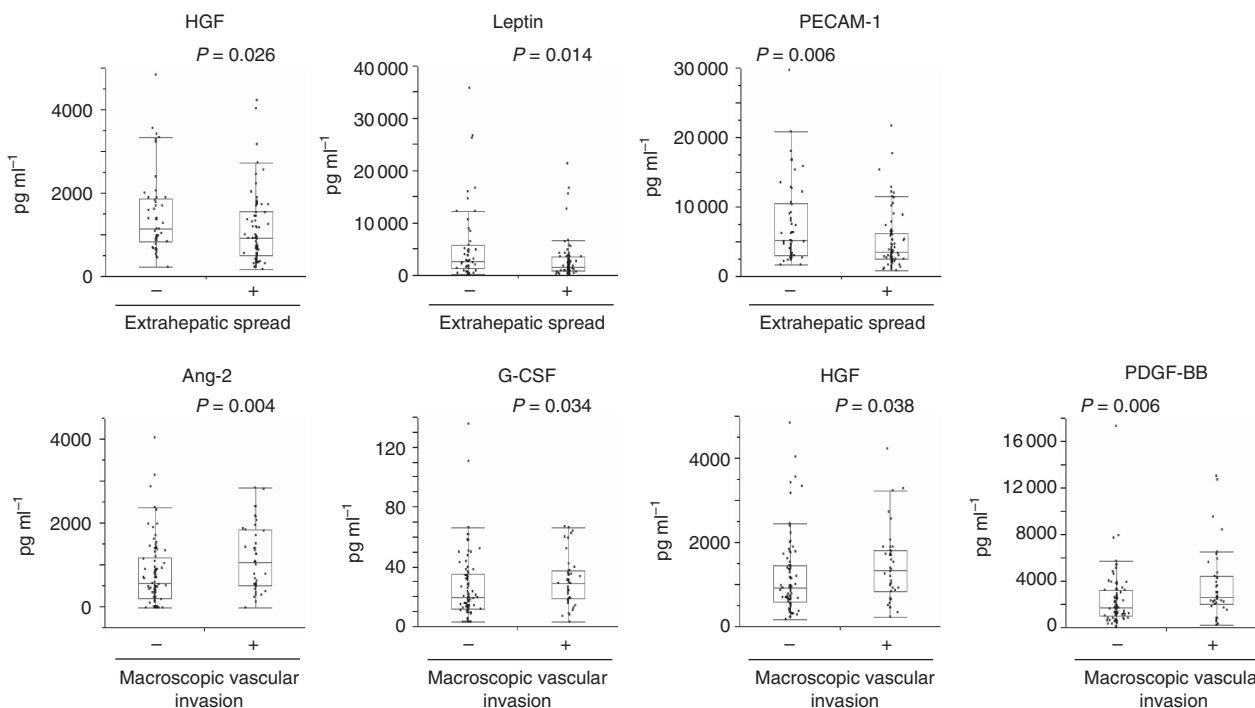 HGF
P = 0.026
4000
2000
0
pg ml⁻¹
− +
Extrahepatic spread
Leptin
P = 0.014
40 000
30 000
20 000
10 000
0
pg ml⁻¹
− +
Extrahepatic spread
PECAM-1
P = 0.006
30 000
20 000
10 000
0
pg ml⁻¹
− +
Extrahepatic spread
Ang-2
P = 0.004
4000
2000
0
pg ml⁻¹
− +
Macroscopic vascular
invasion
G-CSF
P = 0.034
120
80
40
0
pg ml⁻¹
− +
Macroscopic vascular
invasion
HGF
P = 0.038
4000
2000
0
pg ml⁻¹
− +
Macroscopic vascular
invasion
PDGF-BB
P = 0.006
16 000
12 000
8000
4000
0
pg ml⁻¹
− +
Macroscopic vascula
invasion